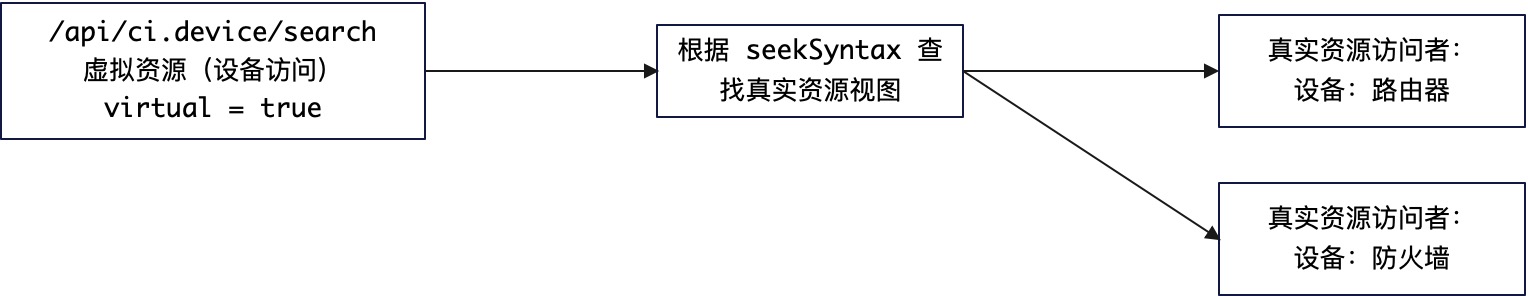 /api/ci.device/search
虚拟资源（设备访问）
virtual = true
根据 seekSyntax 查
找真实资源视图
真实资源访问者：
设备：路由器
真实资源访问者：
设备：防火墙